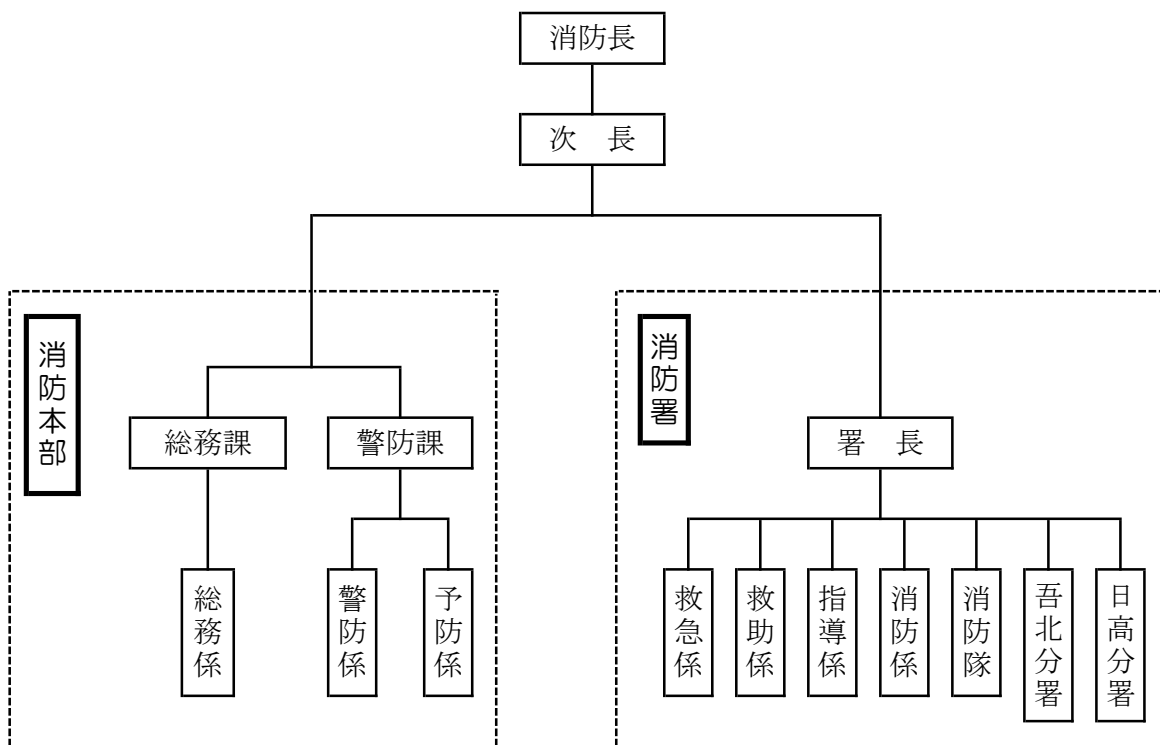 消防長
次　長
消防本部
消防署
総務課
警防課
署　長
総務係
警防係
予防係
救急係
救助係
指導係
消防係
消防隊
吾北分署
日高分署